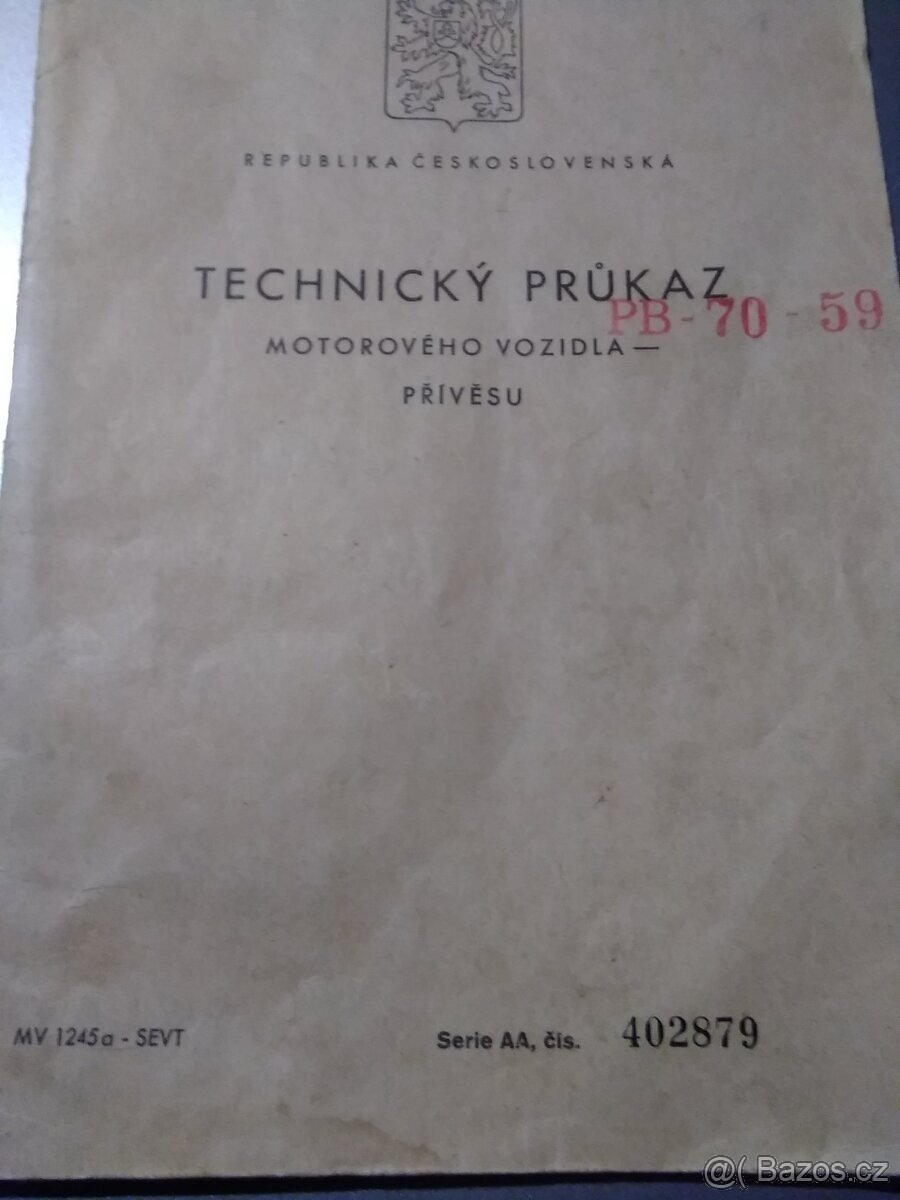 REPUBLIKA ČESKOSLOVENSKÁ
TECHNICKÝ PRŮKAZ
PB - 70 - 59
MOTOROVÉHO VOZIDLA —
PŘÍVĚSU
MV 1245a - SEVT
Serie AA, čís. 402879
@( Bazos.cz